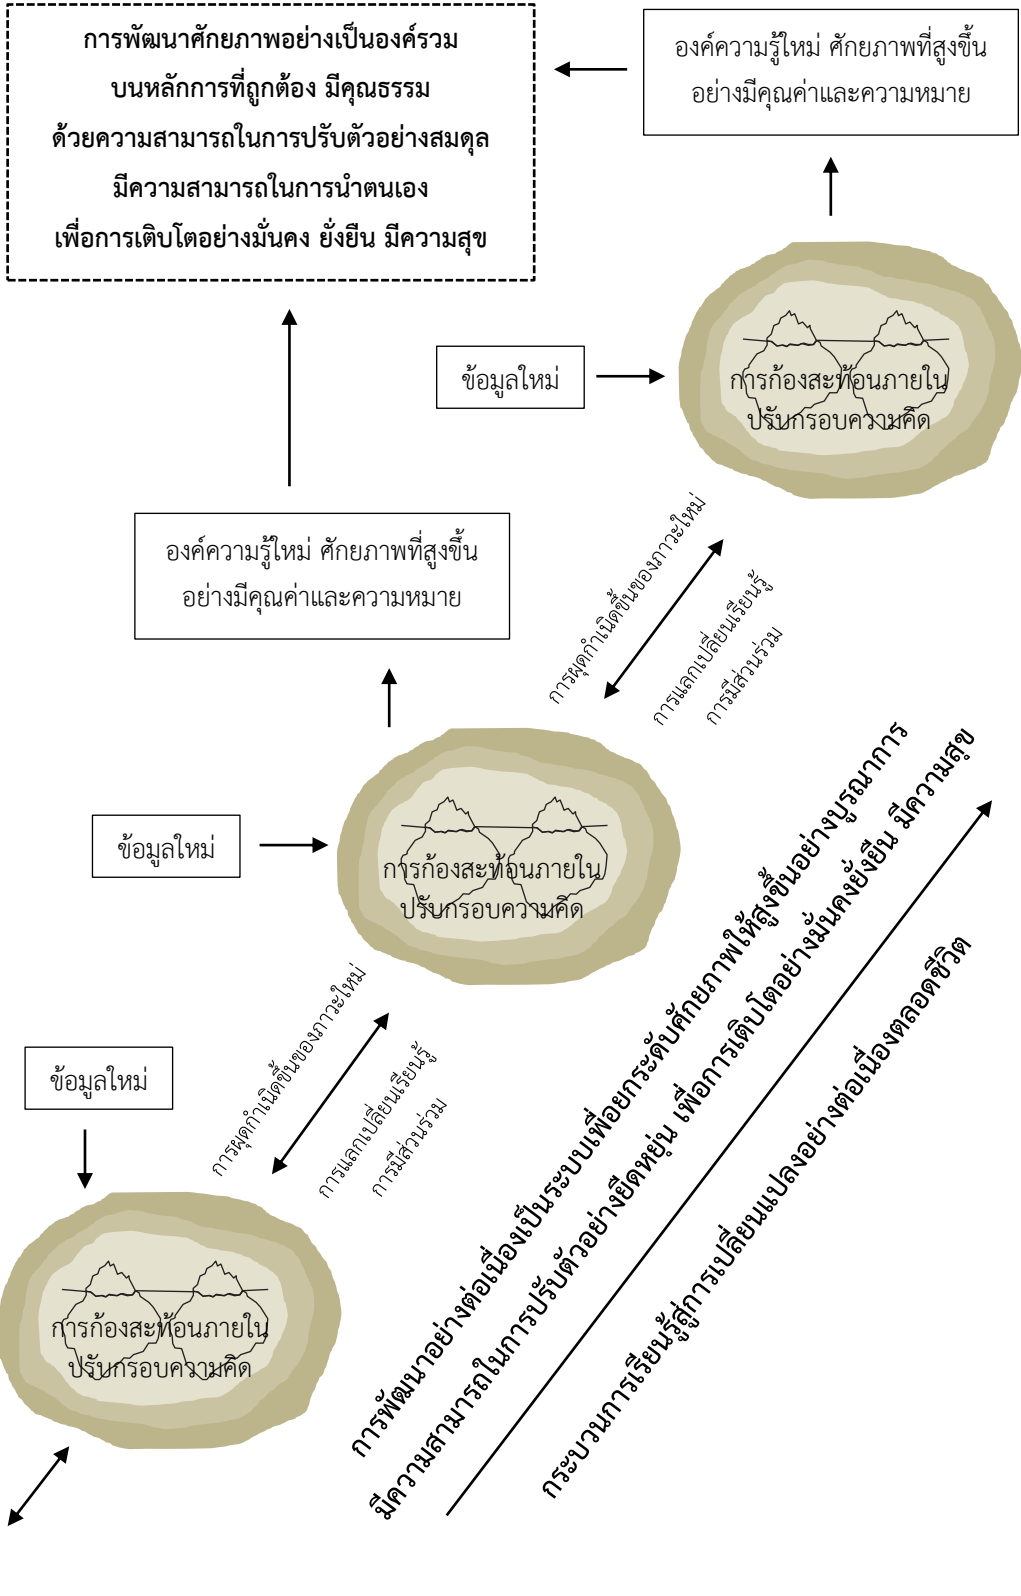 การพัฒนาศักยภาพอย่างเป็นองค์รวม
บนหลักการที่ถูกต้อง มีคุณธรรม
ด้วยความสามารถในการปรับตัวอย่างสมดุล
มีความสามารถในการนำตนเอง
เพื่อการเติบโตอย่างมั่นคง ยั่งยืน มีความสุข
องค์ความรู้ใหม่ ศักยภาพที่สูงขึ้น
อย่างมีคุณค่าและความหมาย
ข้อมูลใหม่
การก้องสะท้อนภายใน
ปรับกรอบความคิด
องค์ความรู้ใหม่ ศักยภาพที่สูงขึ้น
อย่างมีคุณค่าและความหมาย
การผุดกำเนิดขึ้นของภาวะใหม่
การแลกเปลี่ยนเรียนรู้
การมีส่วนร่วม
ข้อมูลใหม่
การก้องสะท้อนภายใน
ปรับกรอบความคิด
การผุดกำเนิดขึ้นของภาวะใหม่
การแลกเปลี่ยนเรียนรู้
การมีส่วนร่วม
ข้อมูลใหม่
การก้องสะท้อนภายใน
ปรับกรอบความคิด
การพัฒนาอย่างต่อเนื่องเป็นระบบเพื่อยกระดับศักยภาพให้สูงขึ้นอย่างบูรณาการ
มีความสามารถในการปรับตัวอย่างยืดหยุ่น เพื่อการเติบโตอย่างมั่นคงยั่งยืน มีความสุข
กระบวนการเรียนรู้สู่การเปลี่ยนแปลงอย่างต่อเนื่องตลอดชีวิต